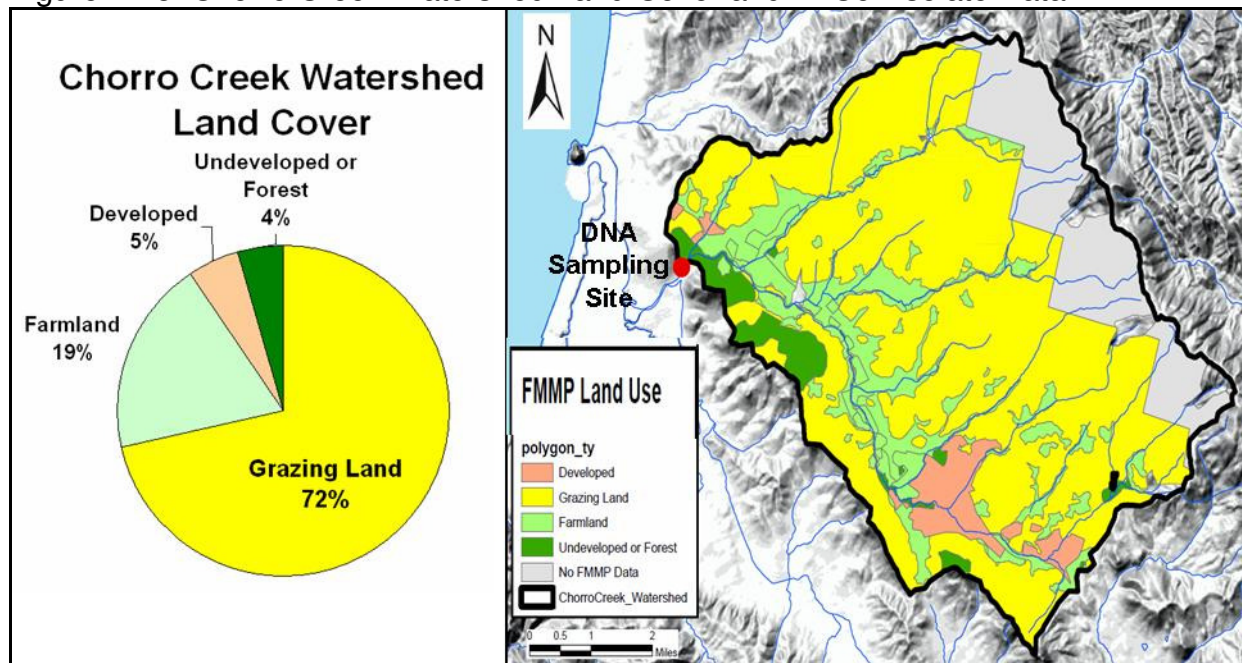 Chorro Creek Watershed
Land Cover
Undeveloped or
Forest
4%
Developed
5%
Farmland
19%
Grazing Land
72%
N
DNA
Sampling
Site
FMMP Land Use
polygon_ty
Developed
Grazing Land
Farmland
Undeveloped or Forest
No FMMP Data
ChorroCreek_Watershed
0 0.5 1 2
Miles